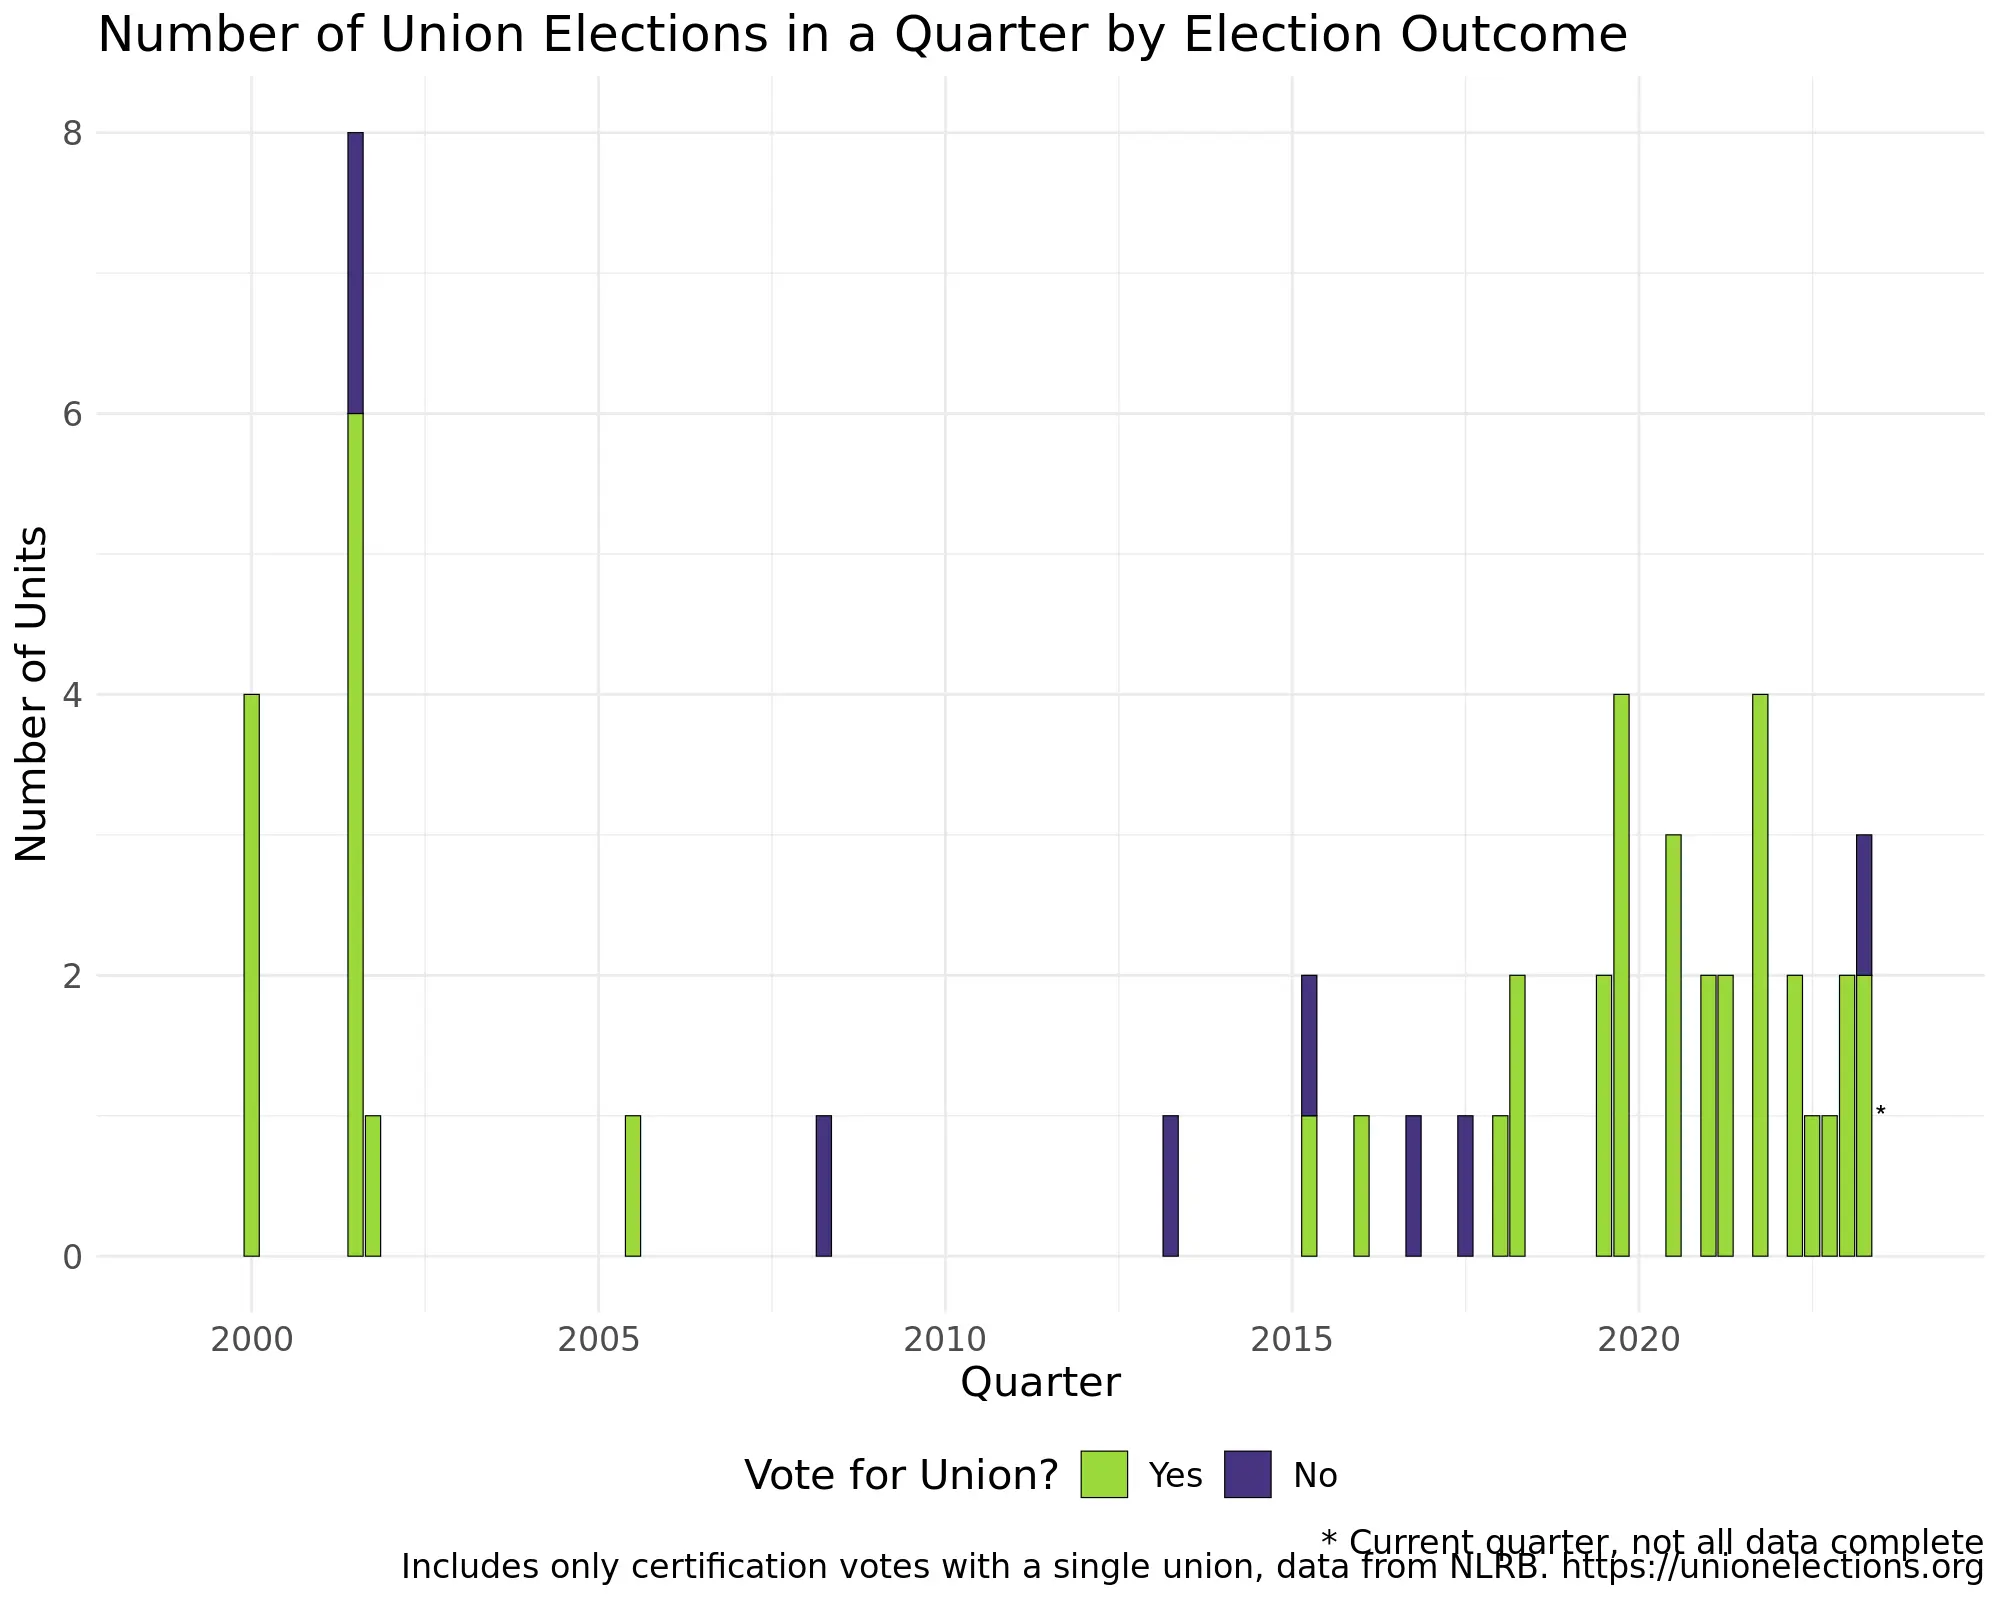 Number of Union Elections in a Quarter by Election Outcome
Number of Units
8
6
4
2
0
*
2000 2005 2010 2015 2020
Quarter
Vote for Union? Yes No
* Current quarter, not all data complete
Includes only certification votes with a single union, data from NLRB. https://unionelections.org